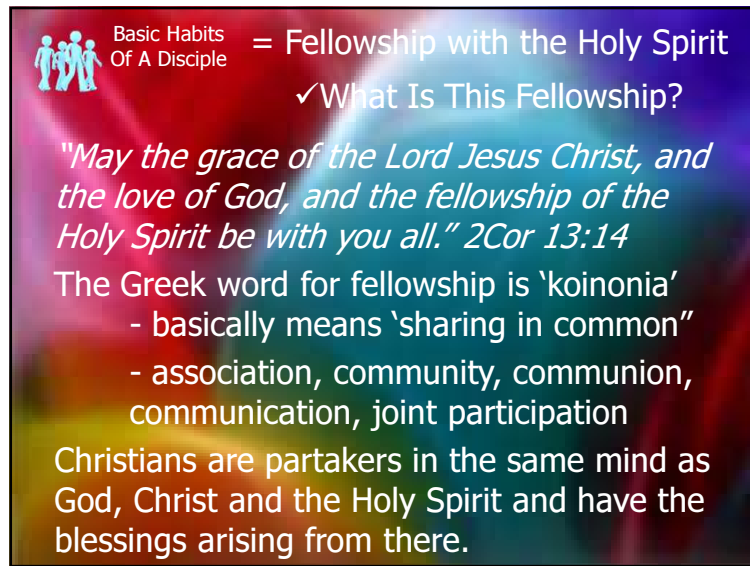 Basic Habits
Of A Disciple
= Fellowship with the Holy Spirit
✓What Is This Fellowship?
"May the grace of the Lord Jesus Christ, and
the love of God, and the fellowship of the
Holy Spirit be with you all." 2Cor 13:14
The Greek word for fellowship is ‘koinonia’
- basically means ‘sharing in common”
- association, community, communion,
communication, joint participation
Christians are partakers in the same mind as
God, Christ and the Holy Spirit and have the
blessings arising from there.